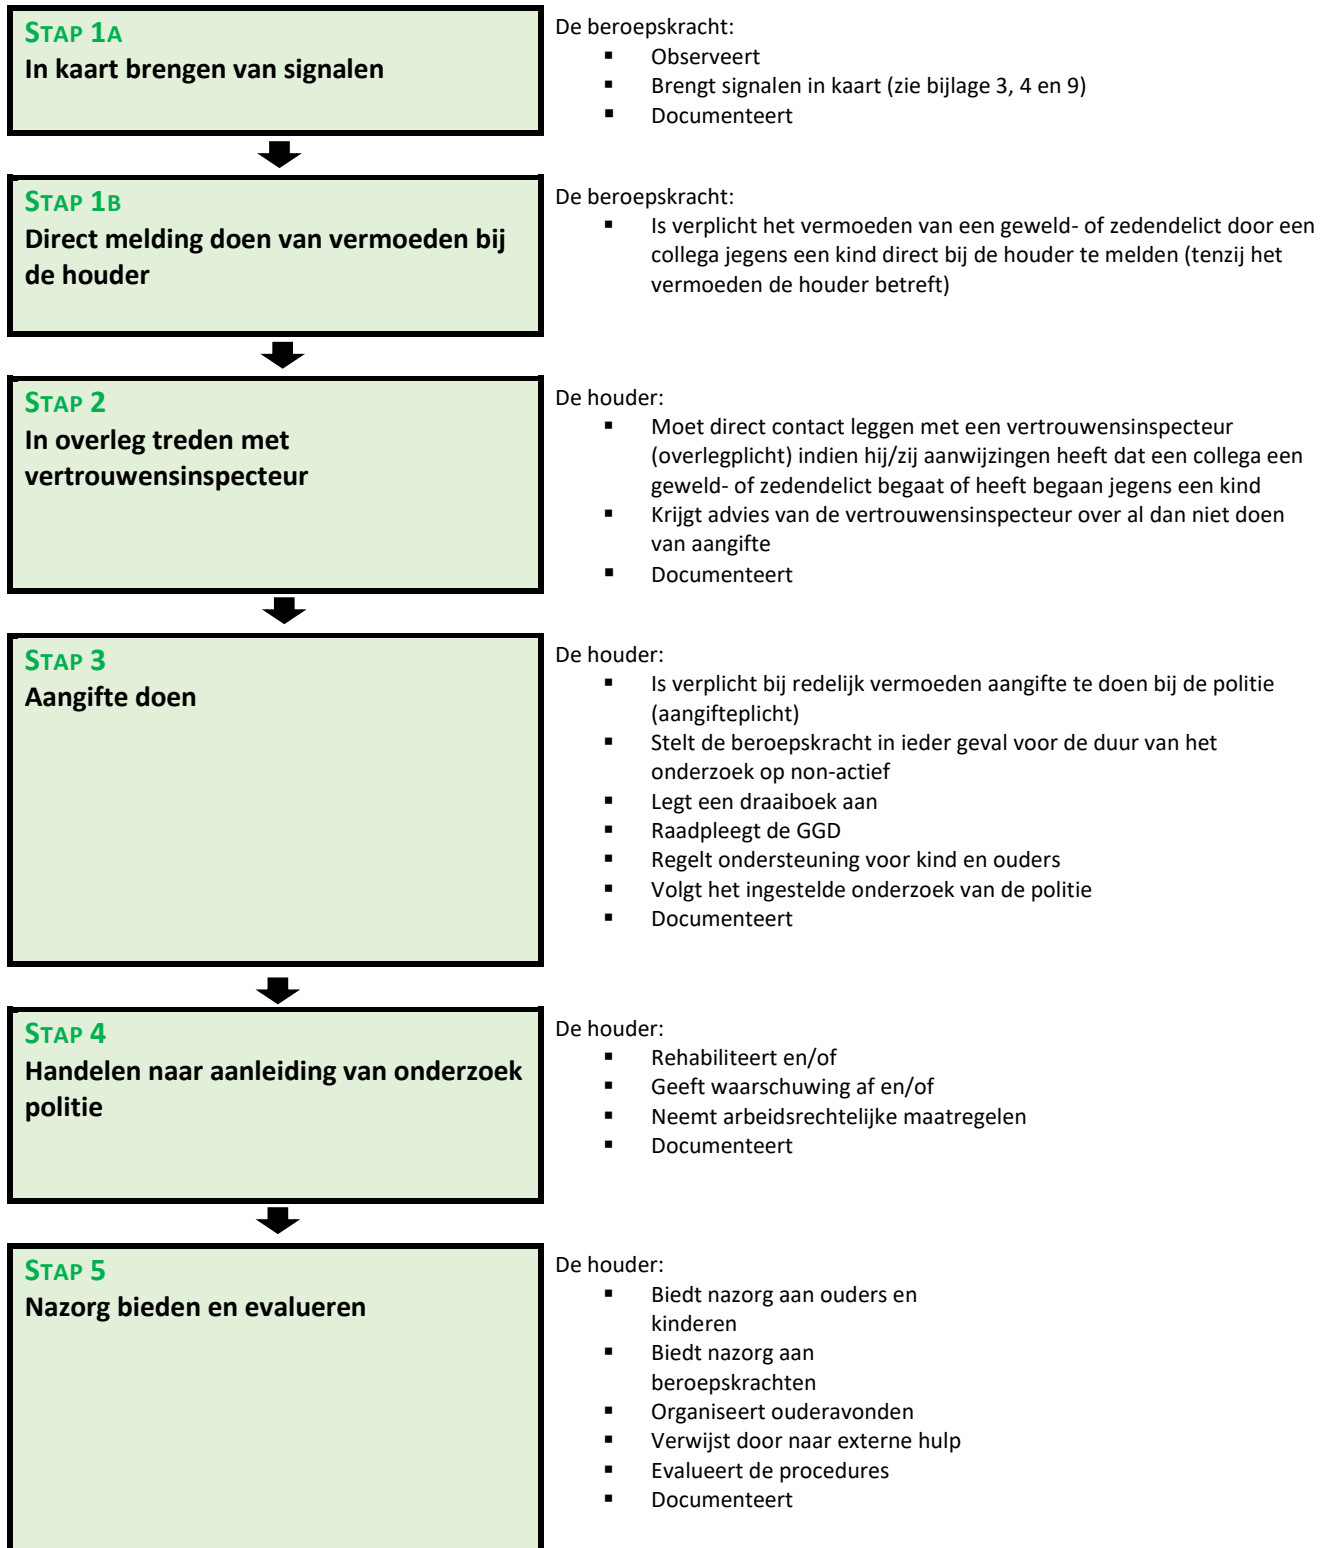 STAP 1A
In kaart brengen van signalen
De beroepskracht:
▪ Observeert
▪ Brengt signalen in kaart (zie bijlage 3, 4 en 9)
▪ Documenteert
STAP 1B
Direct melding doen van vermoeden bij
de houder
De beroepskracht:
▪ Is verplicht het vermoeden van een geweld- of zedendelict door een
collega jegens een kind direct bij de houder te melden (tenzij het
vermoeden de houder betreft)
STAP 2
In overleg treden met
vertrouwensinspecteur
De houder:
▪ Moet direct contact leggen met een vertrouwensinspecteur
(overlegplicht) indien hij/zij aanwijzingen heeft dat een collega een
geweld- of zedendelict begaat of heeft begaan jegens een kind
▪ Krijgt advies van de vertrouwensinspecteur over al dan niet doen
van aangifte
▪ Documenteert
STAP 3
Aangifte doen
De houder:
▪ Is verplicht bij redelijk vermoeden aangifte te doen bij de politie
(aangifteplicht)
▪ Stelt de beroepskracht in ieder geval voor de duur van het
onderzoek op non-actief
▪ Legt een draaiboek aan
▪ Raadpleegt de GGD
▪ Regelt ondersteuning voor kind en ouders
▪ Volgt het ingestelde onderzoek van de politie
▪ Documenteert
STAP 4
Handelen naar aanleiding van onderzoek
politie
De houder:
▪ Rehabiliteert en/of
▪ Geeft waarschuwing af en/of
▪ Neemt arbeidsrechtelijke maatregelen
▪ Documenteert
STAP 5
Nazorg bieden en evalueren
De houder:
▪ Biedt nazorg aan ouders en
kinderen
▪ Biedt nazorg aan
beroepskrachten
▪ Organiseert ouderavonden
▪ Verwijst door naar externe hulp
▪ Evalueert de procedures
▪ Documenteert